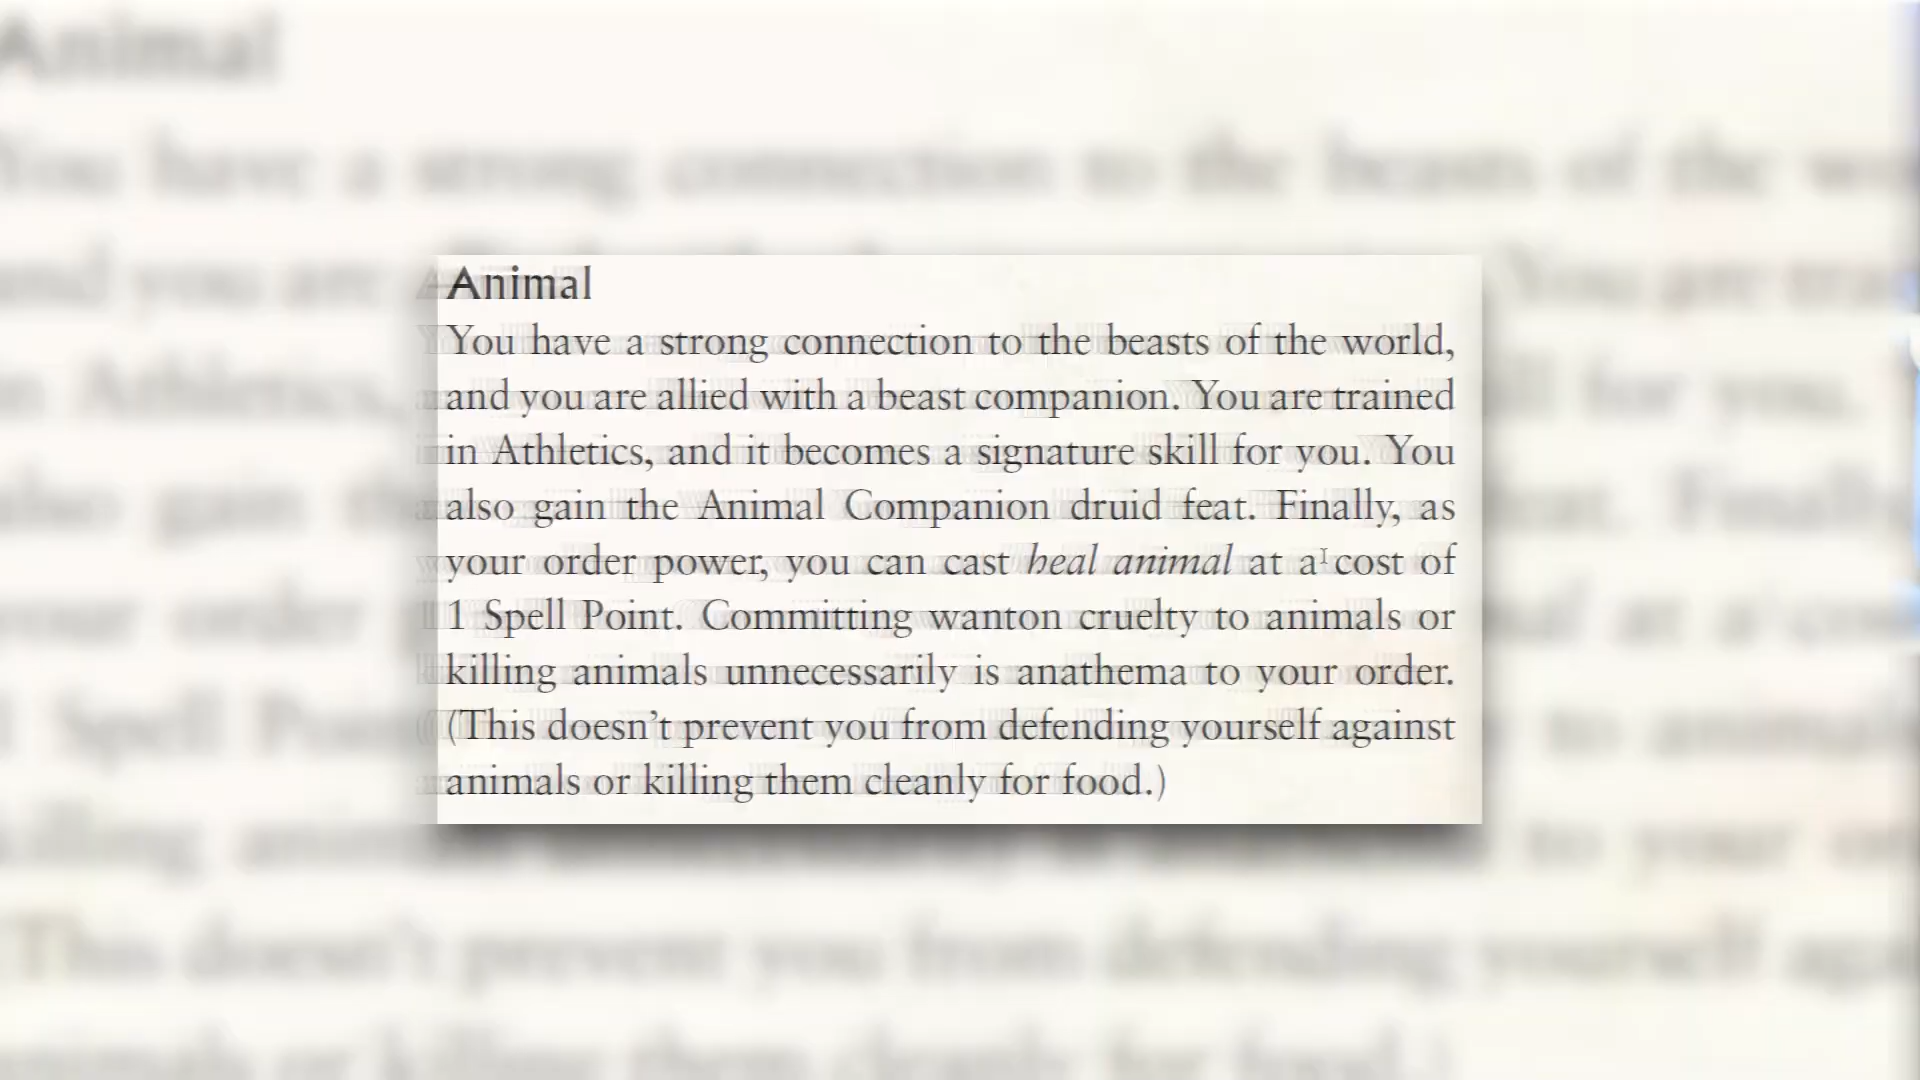 Animal
You have a strong connection to the beasts of the world,
and you are allied with a beast companion. You are trained
in Athletics, and it becomes a signature skill for you. You
also gain the Animal Companion druid feat. Finally, as
your order power, you can cast heal animal at a cost of
1 Spell Point. Committing wanton cruelty to animals or
killing animals unnecessarily is anathema to your order.
(This doesn’t prevent you from defending yourself against
animals or killing them cleanly for food.)